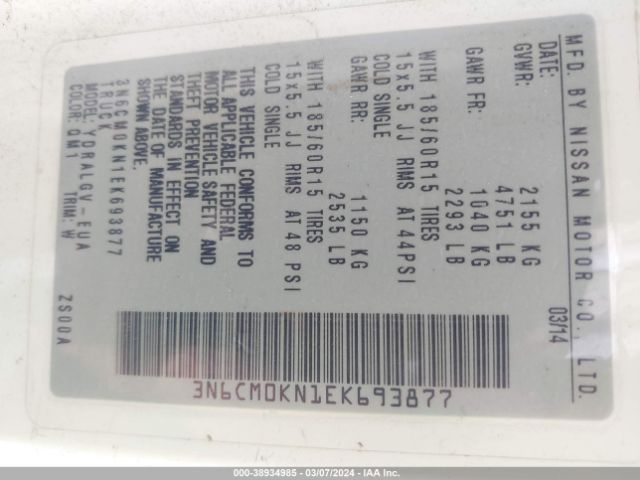 MFD. BY NISSAN MOTOR CO., LTD.
DATE: 03/14
GVWR: 2155 KG
4751 LB
GAWR FR: 1040 KG
2293 LB
WITH 185/60R15 TIRES
15x5.5 JJ RIMS AT 44PSI
COLD SINGLE
GAWR RR: 1150 KG
2535 LB
WITH 185/60R15 TIRES
15x5.5 JJ RIMS AT 48 PSI
COLD SINGLE
THIS VEHICLE CONFORMS TO
ALL APPLICABLE FEDERAL
MOTOR VEHICLE SAFETY AND
THEFT PREVENTION
STANDARDS IN EFFECT ON
THE DATE OF MANUFACTURE
SHOWN ABOVE.
3N6CM0KN1EK693877
TRUCK
MODEL: YDRALGV-EUA
COLOR: QM1 TRIM: W
ZS00A
3N6CM0KN1EK693877
000-38934985 - 03/07/2024 - IAA Inc.